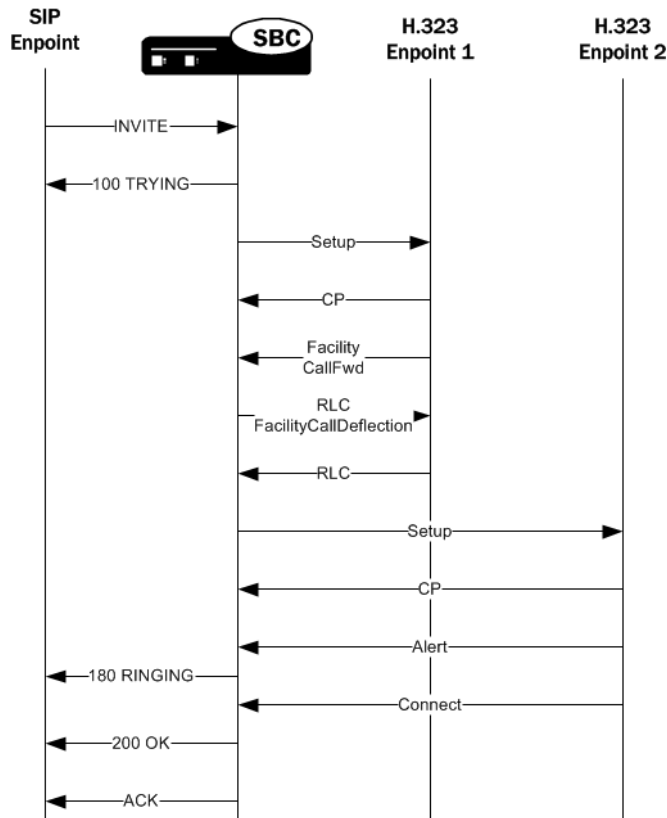 SIP
Enpoint
SBC
H.323
Enpoint 1
H.323
Enpoint 2
INVITE
100 TRYING
Setup
CP
Facility
CallFwd
RLC
FacilityCallDeflection
RLC
Setup
CP
Alert
180 RINGING
Connect
200 OK
ACK